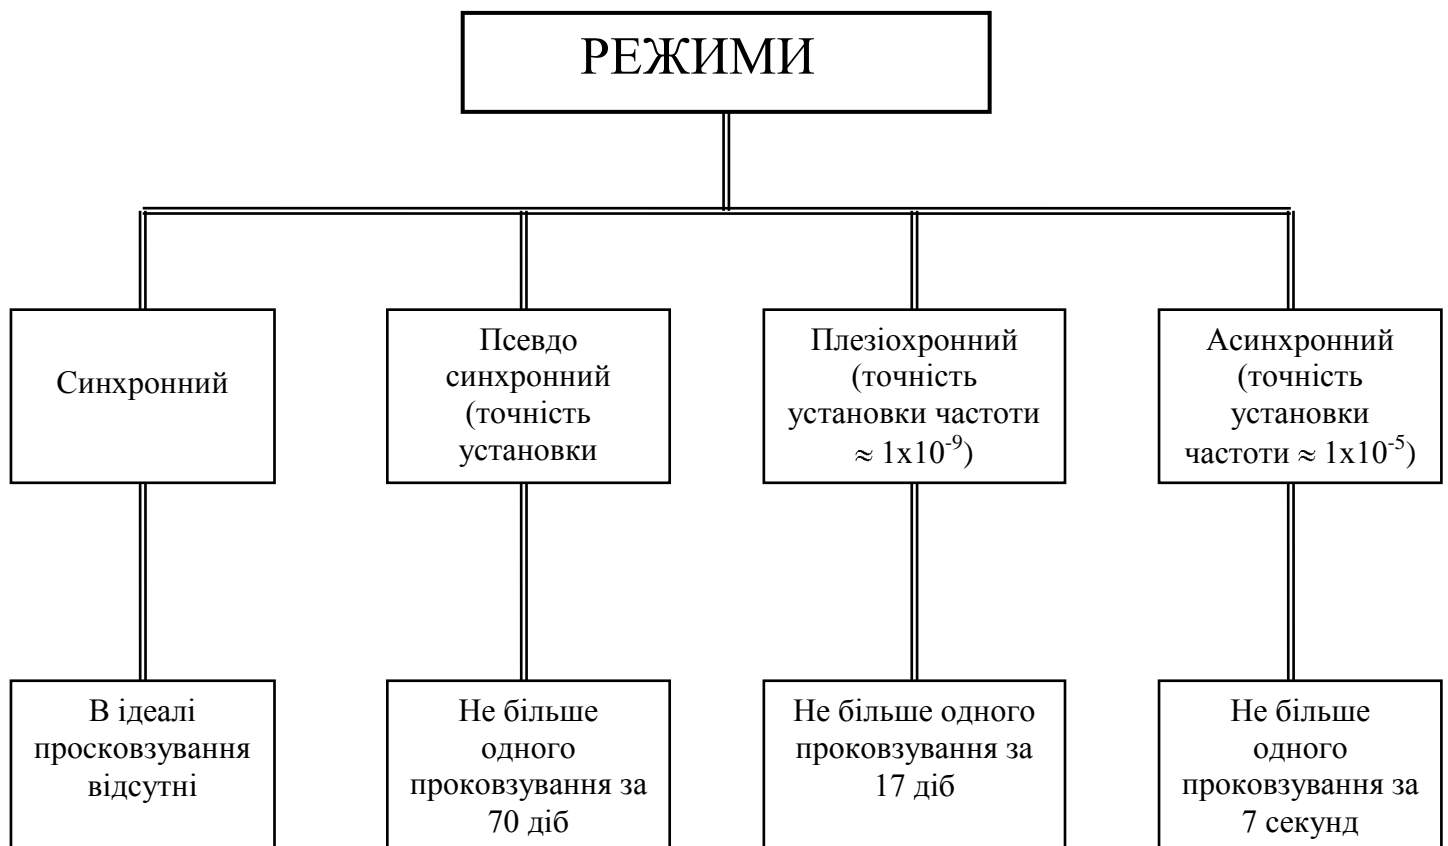 РЕЖИМИ
Синхронний
Псевдо
синхронний
(точність
установки
Плезіохронний
(точність
установки частоти
≈ 1x10⁻⁹)
Асинхронний
(точність
установки
частоти ≈ 1x10⁻⁵)
В ідеалі
просковзування
відсутні
Не більше
одного
проковзування за
70 діб
Не більше одного
проковзування за
17 діб
Не більше
одного
проковзування за
7 секунд